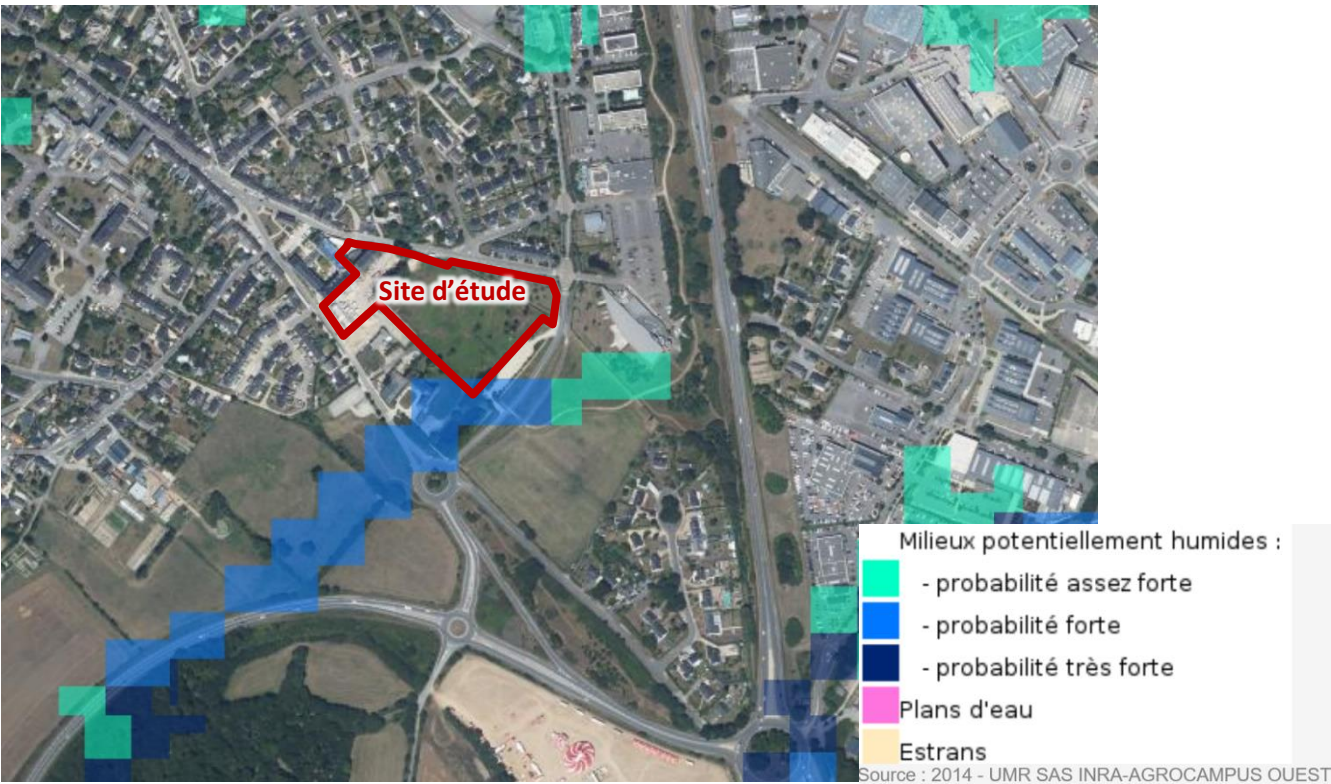 Site d'étude
Milieux potentiellement humides :
- probabilité assez forte
- probabilité forte
- probabilité très forte
Plans d'eau
Estrans
Source : 2014 - UMR SAS INRA-AGROCAMPUS OUEST